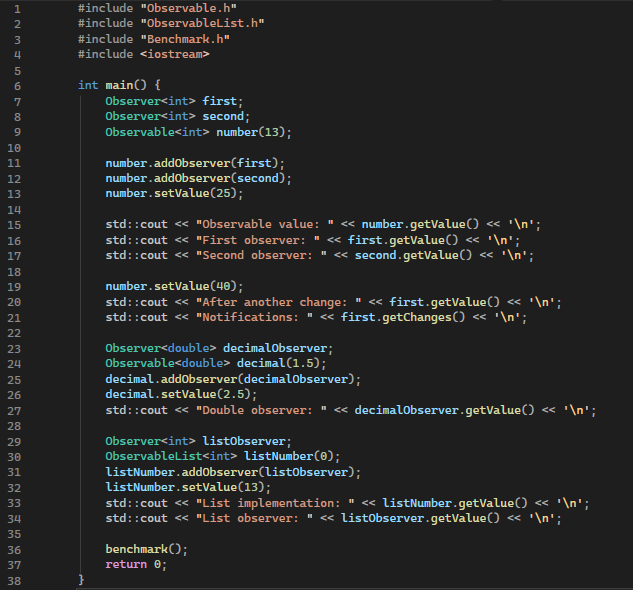 1 #include "Observable.h"
2 #include "ObservableList.h"
3 #include "Benchmark.h"
4 #include <iostream>
5
6 int main() {
7     Observer<int> first;
8     Observer<int> second;
9     Observable<int> number(13);
10
11     number.addObserver(first);
12     number.addObserver(second);
13     number.setValue(25);
14
15     std::cout << "Observable value: " << number.getValue() << '\n';
16     std::cout << "First observer: " << first.getValue() << '\n';
17     std::cout << "Second observer: " << second.getValue() << '\n';
18
19     number.setValue(40);
20     std::cout << "After another change: " << first.getValue() << '\n';
21     std::cout << "Notifications: " << first.getChanges() << '\n';
22
23     Observer<double> decimalObserver;
24     Observable<double> decimal(1.5);
25     decimal.addObserver(decimalObserver);
26     decimal.setValue(2.5);
27     std::cout << "Double observer: " << decimalObserver.getValue() << '\n';
28
29     Observer<int> listObserver;
30     ObservableList<int> listNumber(0);
31     listNumber.addObserver(listObserver);
32     listNumber.setValue(13);
33     std::cout << "List implementation: " << listNumber.getValue() << '\n';
34     std::cout << "List observer: " << listObserver.getValue() << '\n';
35
36     benchmark();
37     return 0;
38 }